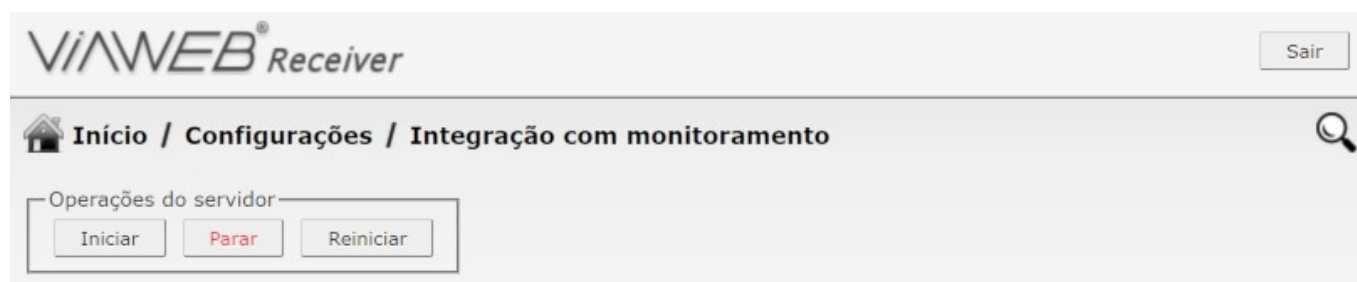 ViAWEB® Receiver
Sair
Início / Configurações / Integração com monitoramento
Operações do servidor
Iniciar Parar Reiniciar